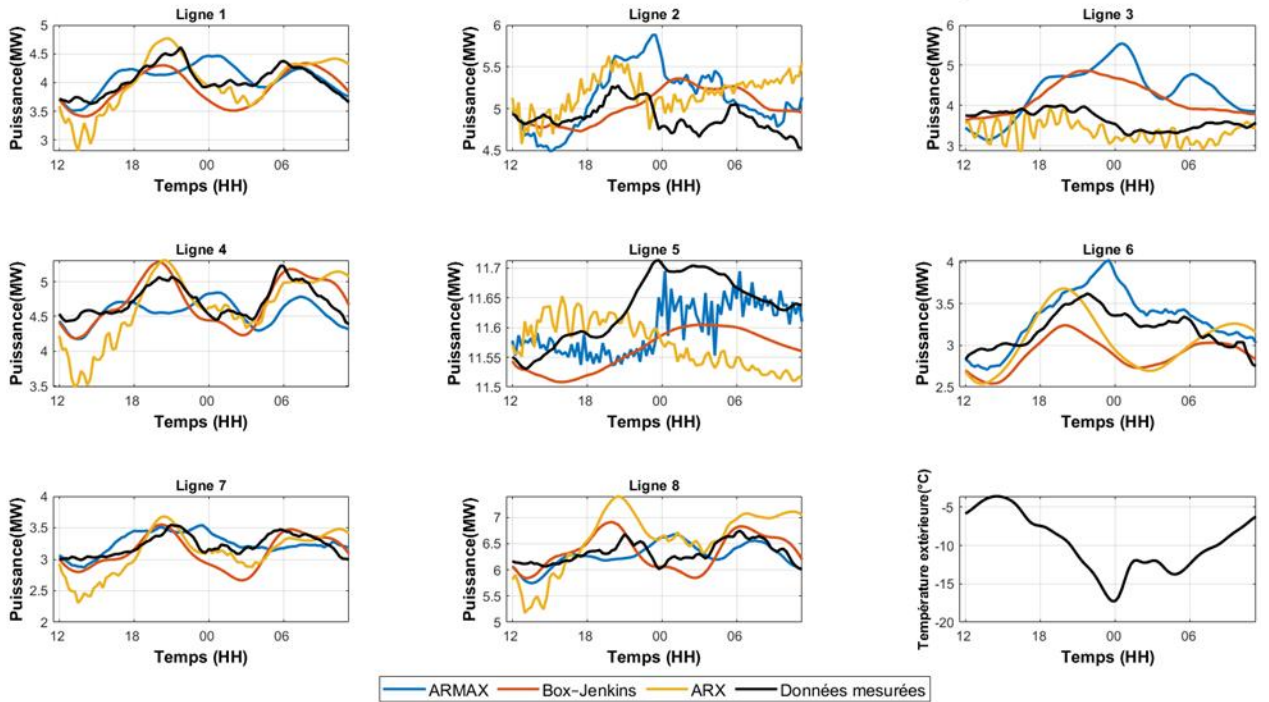 Ligne 1
Puissance(MW)
5
4.5
4
3.5
3
12
18
00
06
Temps (HH)
Ligne 2
Puissance(MW)
6
5.5
5
4.5
12
18
00
06
Temps (HH)
Ligne 3
Puissance(MW)
6
5
4
3
12
18
00
06
Temps (HH)
Ligne 4
Puissance(MW)
5
4.5
4
3.5
12
18
00
06
Temps (HH)
Ligne 5
Puissance(MW)
11.7
11.65
11.6
11.55
11.5
12
18
00
06
Temps (HH)
Ligne 6
Puissance(MW)
4
3.5
3
2.5
12
18
00
06
Temps (HH)
Ligne 7
Puissance(MW)
4
3.5
3
2.5
2
12
18
00
06
Temps (HH)
Ligne 8
Puissance(MW)
7
6.5
6
5.5
5
12
18
00
06
Temps (HH)
Température extérieure(°C)
-5
-10
-15
-20
12
18
00
06
Temps (HH)
ARMAX
Box-Jenkins
ARX
Données mesurées